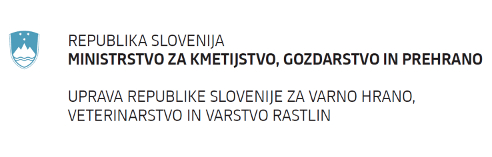 REPUBLIKA SLOVENIJA
MINISTRSTVO ZA KMETIJSTVO, GOZDARSTVO IN PREHRANO
UPRAVA REPUBLIKE SLOVENIJE ZA VARNO HRANO,
VETERINARSTVO IN VARSTVO RASTLIN